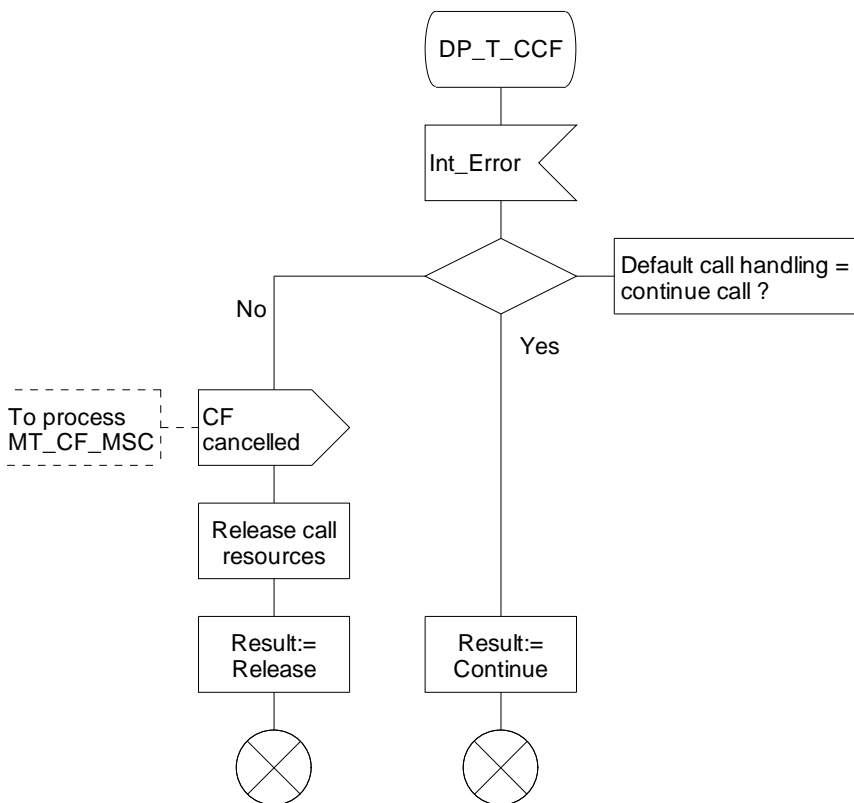 DP_T_CCF
Int_Error
Default call handling =
continue call ?
No
Yes
To process
MT_CF_MSC
CF
cancelled
Release call
resources
Result:=
Release
Result:=
Continue